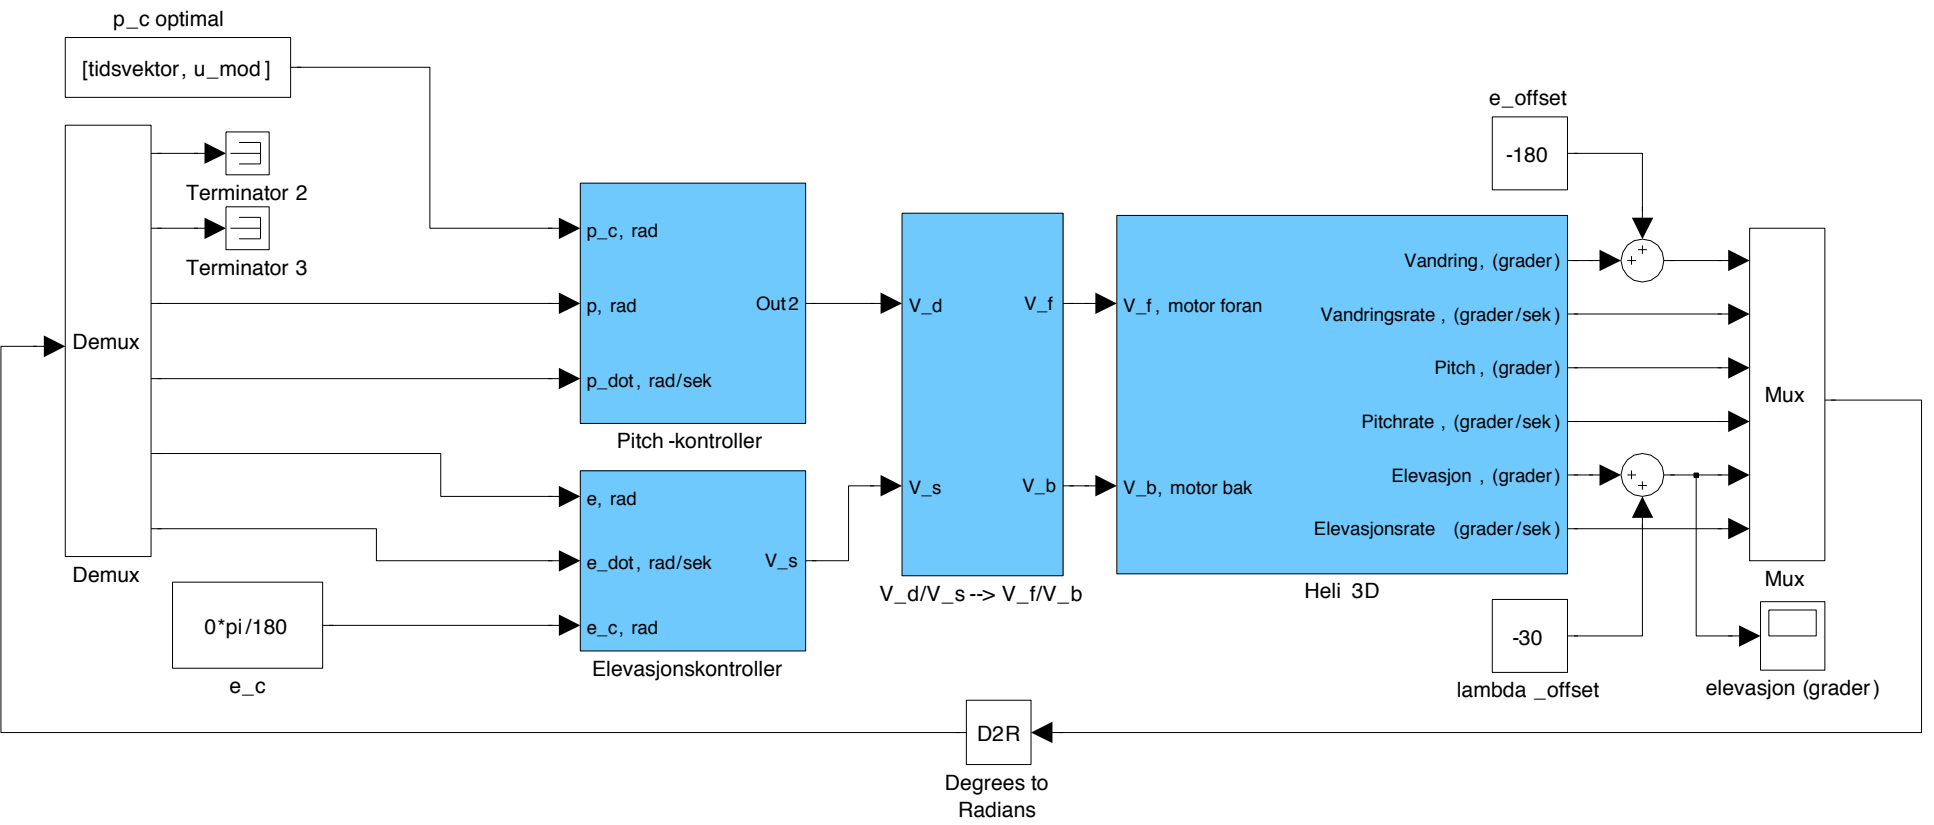 p_c optimal
[tidsvektor, u_mod]
Demux
Demux
Terminator 2
Terminator 3
p_c, rad
p, rad
p_dot, rad/sek
Out2
Pitch -kontroller
e, rad
e_dot, rad/sek
e_c, rad
V_s
Elevasjonskontroller
0*pi/180
e_c
V_d
V_s
V_f
V_b
V_d/V_s --> V_f/V_b
V_f, motor foran
V_b, motor bak
Vandring, (grader)
Vandringsrate , (grader/sek)
Pitch , (grader)
Pitchrate , (grader/sek)
Elevasjon , (grader)
Elevasjonsrate (grader/sek)
Heli 3D
e_offset
-180
+
+
+
+
-30
lambda _offset
Mux
Mux
elevasjon (grader)
D2R
Degrees to
Radians